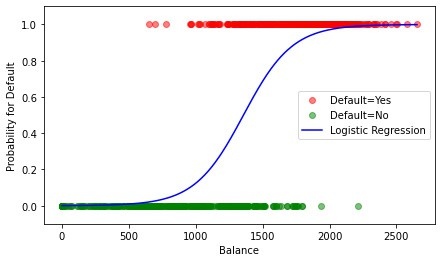 1.0
0.8
0.6
0.4
0.2
0.0
Probability for Default
Default=Yes
Default=No
Logistic Regression
0 500 1000 1500 2000 2500
Balance